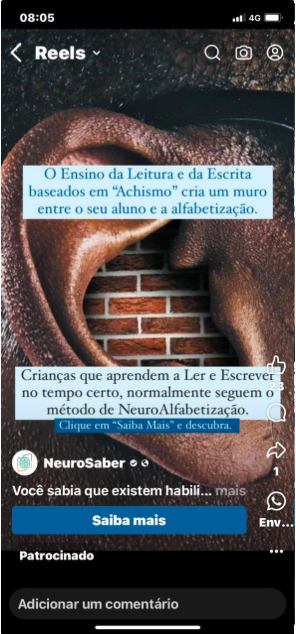 08:05
4G
Reels
O Ensino da Leitura e da Escrita
baseados em “Achismo” cria um muro
entre o seu aluno e a alfabetização.
Crianças que aprendem a Ler e Escrever
no tempo certo, normalmente seguem o
método de NeuroAlfabetização.
Clique em “Saiba Mais” e descubra.
23
NeuroSaber
1
Você sabia que existem habili... mais
Saiba mais
Env...
Patrocinado
Adicionar um comentário